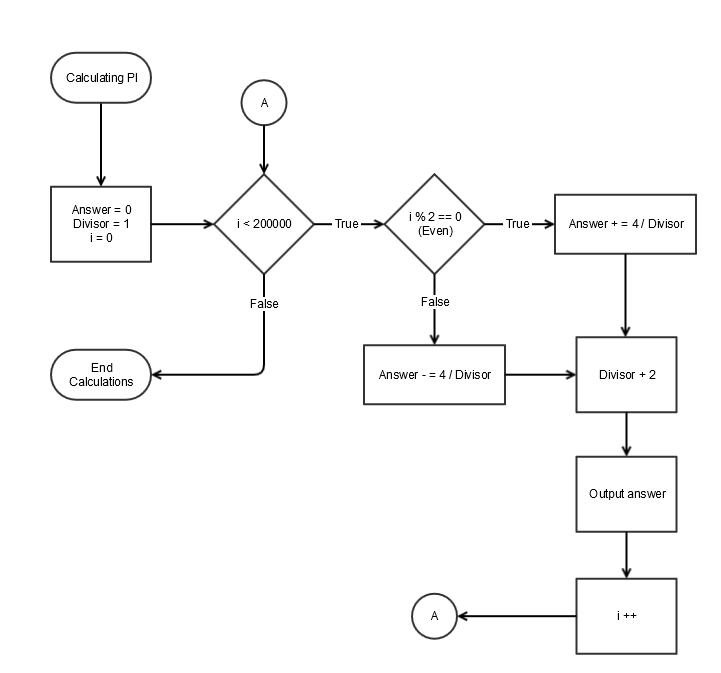 Calculating PI
A
Answer = 0
Divisor = 1
i = 0
i < 200000
True
i % 2 == 0
(Even)
True
Answer + = 4 / Divisor
False
False
End
Calculations
Answer - = 4 / Divisor
Divisor + 2
Output answer
A
i ++